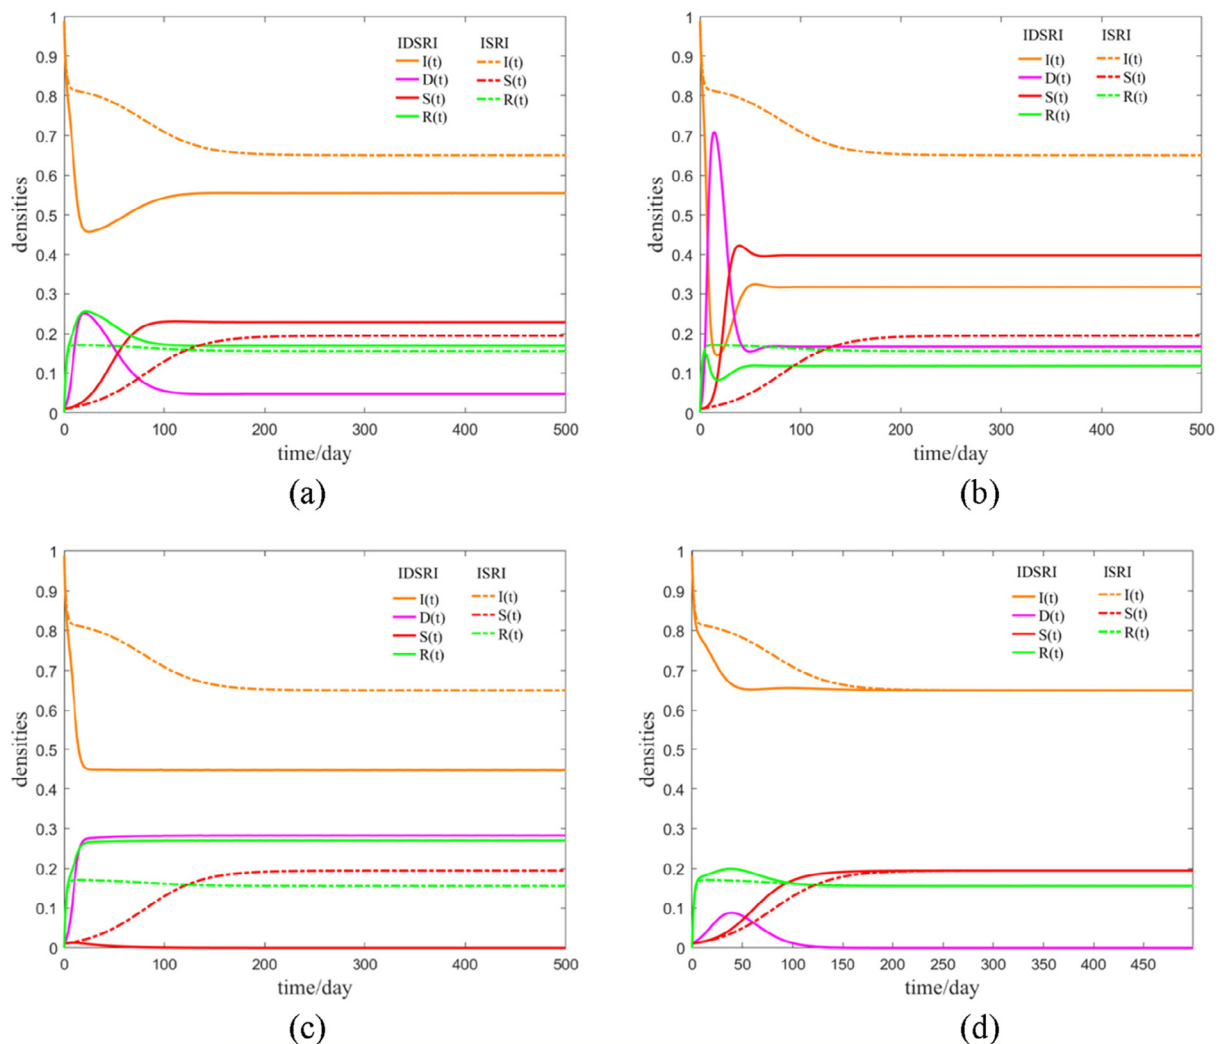 1
0.9
0.8
0.7
0.6
0.5
0.4
0.3
0.2
0.1
0
densities
IDSRI ISRI
I(t) I(t)
D(t) S(t)
S(t) R(t)
R(t)
0 100 200 300 400 500
time/day
(a)
1
0.9
0.8
0.7
0.6
0.5
0.4
0.3
0.2
0.1
0
densities
IDSRI ISRI
I(t) I(t)
D(t) S(t)
S(t) R(t)
R(t)
0 100 200 300 400 500
time/day
(b)
1
0.9
0.8
0.7
0.6
0.5
0.4
0.3
0.2
0.1
0
densities
IDSRI ISRI
I(t) I(t)
D(t) S(t)
S(t) R(t)
R(t)
0 100 200 300 400 500
time/day
(c)
1
0.9
0.8
0.7
0.6
0.5
0.4
0.3
0.2
0.1
0
densities
IDSRI ISRI
I(t) I(t)
D(t) S(t)
S(t) R(t)
R(t)
0 50 100 150 200 250 300 350 400 450
time/day
(d)